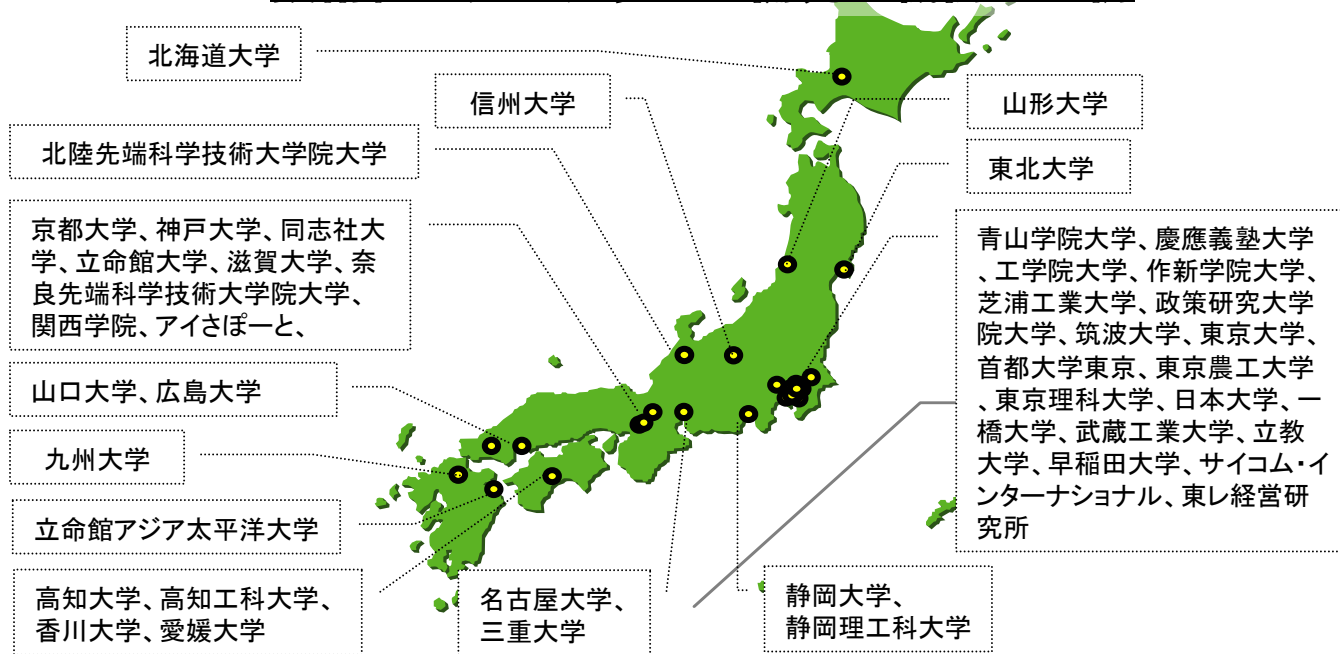 北海道大学
信州大学
山形大学
北陸先端科学技術大学院大学
東北大学
京都大学、神戸大学、同志社大
学、立命館大学、滋賀大学、奈
良先端科学技術大学院大学、
関西学院、アイさぽーと、
青山学院大学、慶應義塾大学
、工学院大学、作新学院大学、
芝浦工業大学、政策研究大学
院大学、筑波大学、東京大学、
首都大学東京、東京農工大学
、東京理科大学、日本大学、一
橋大学、武蔵工業大学、立教
大学、早稲田大学、サイコム・イ
ンターナショナル、東レ経営研
究所
山口大学、広島大学
九州大学
立命館アジア太平洋大学
高知大学、高知工科大学、
香川大学、愛媛大学
名古屋大学、
三重大学
静岡大学、
静岡理工科大学